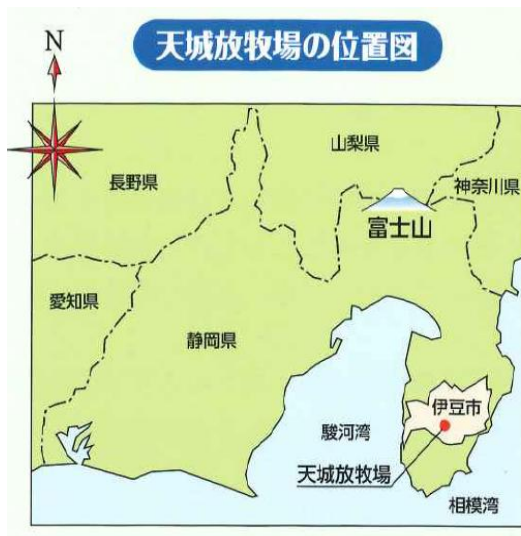 天城放牧場の位置図
N
山梨県
長野県
神奈川県
富士山
愛知県
静岡県
伊豆市
駿河湾
天城放牧場
相模湾